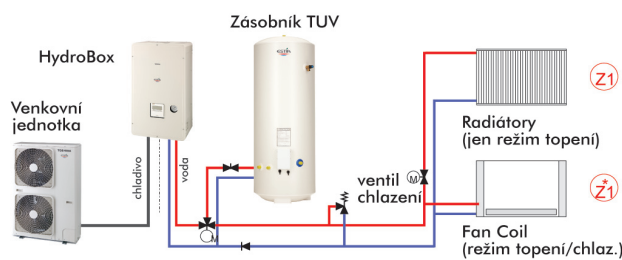 Zásobník TUV
HydroBox
Venkovní
jednotka
chladivo
voda
M
ventil
chlazení
M
Radiátory
(jen režim topení)
Z1
Fan Coil
(režim topení/chlaz.)
Z1*